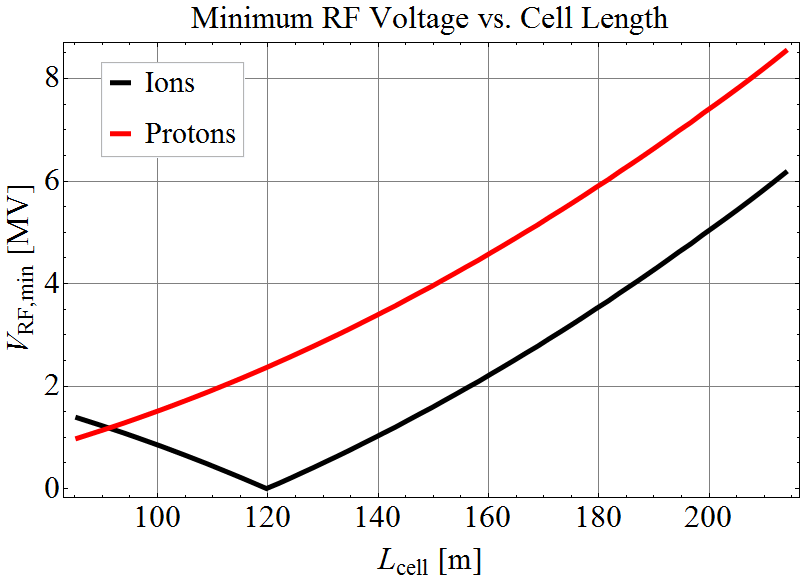 Minimum RF Voltage vs. Cell Length
Ions
Protons
V_RF,min [MV]
8
6
4
2
0
100 120 140 160 180 200
L_cell [m]